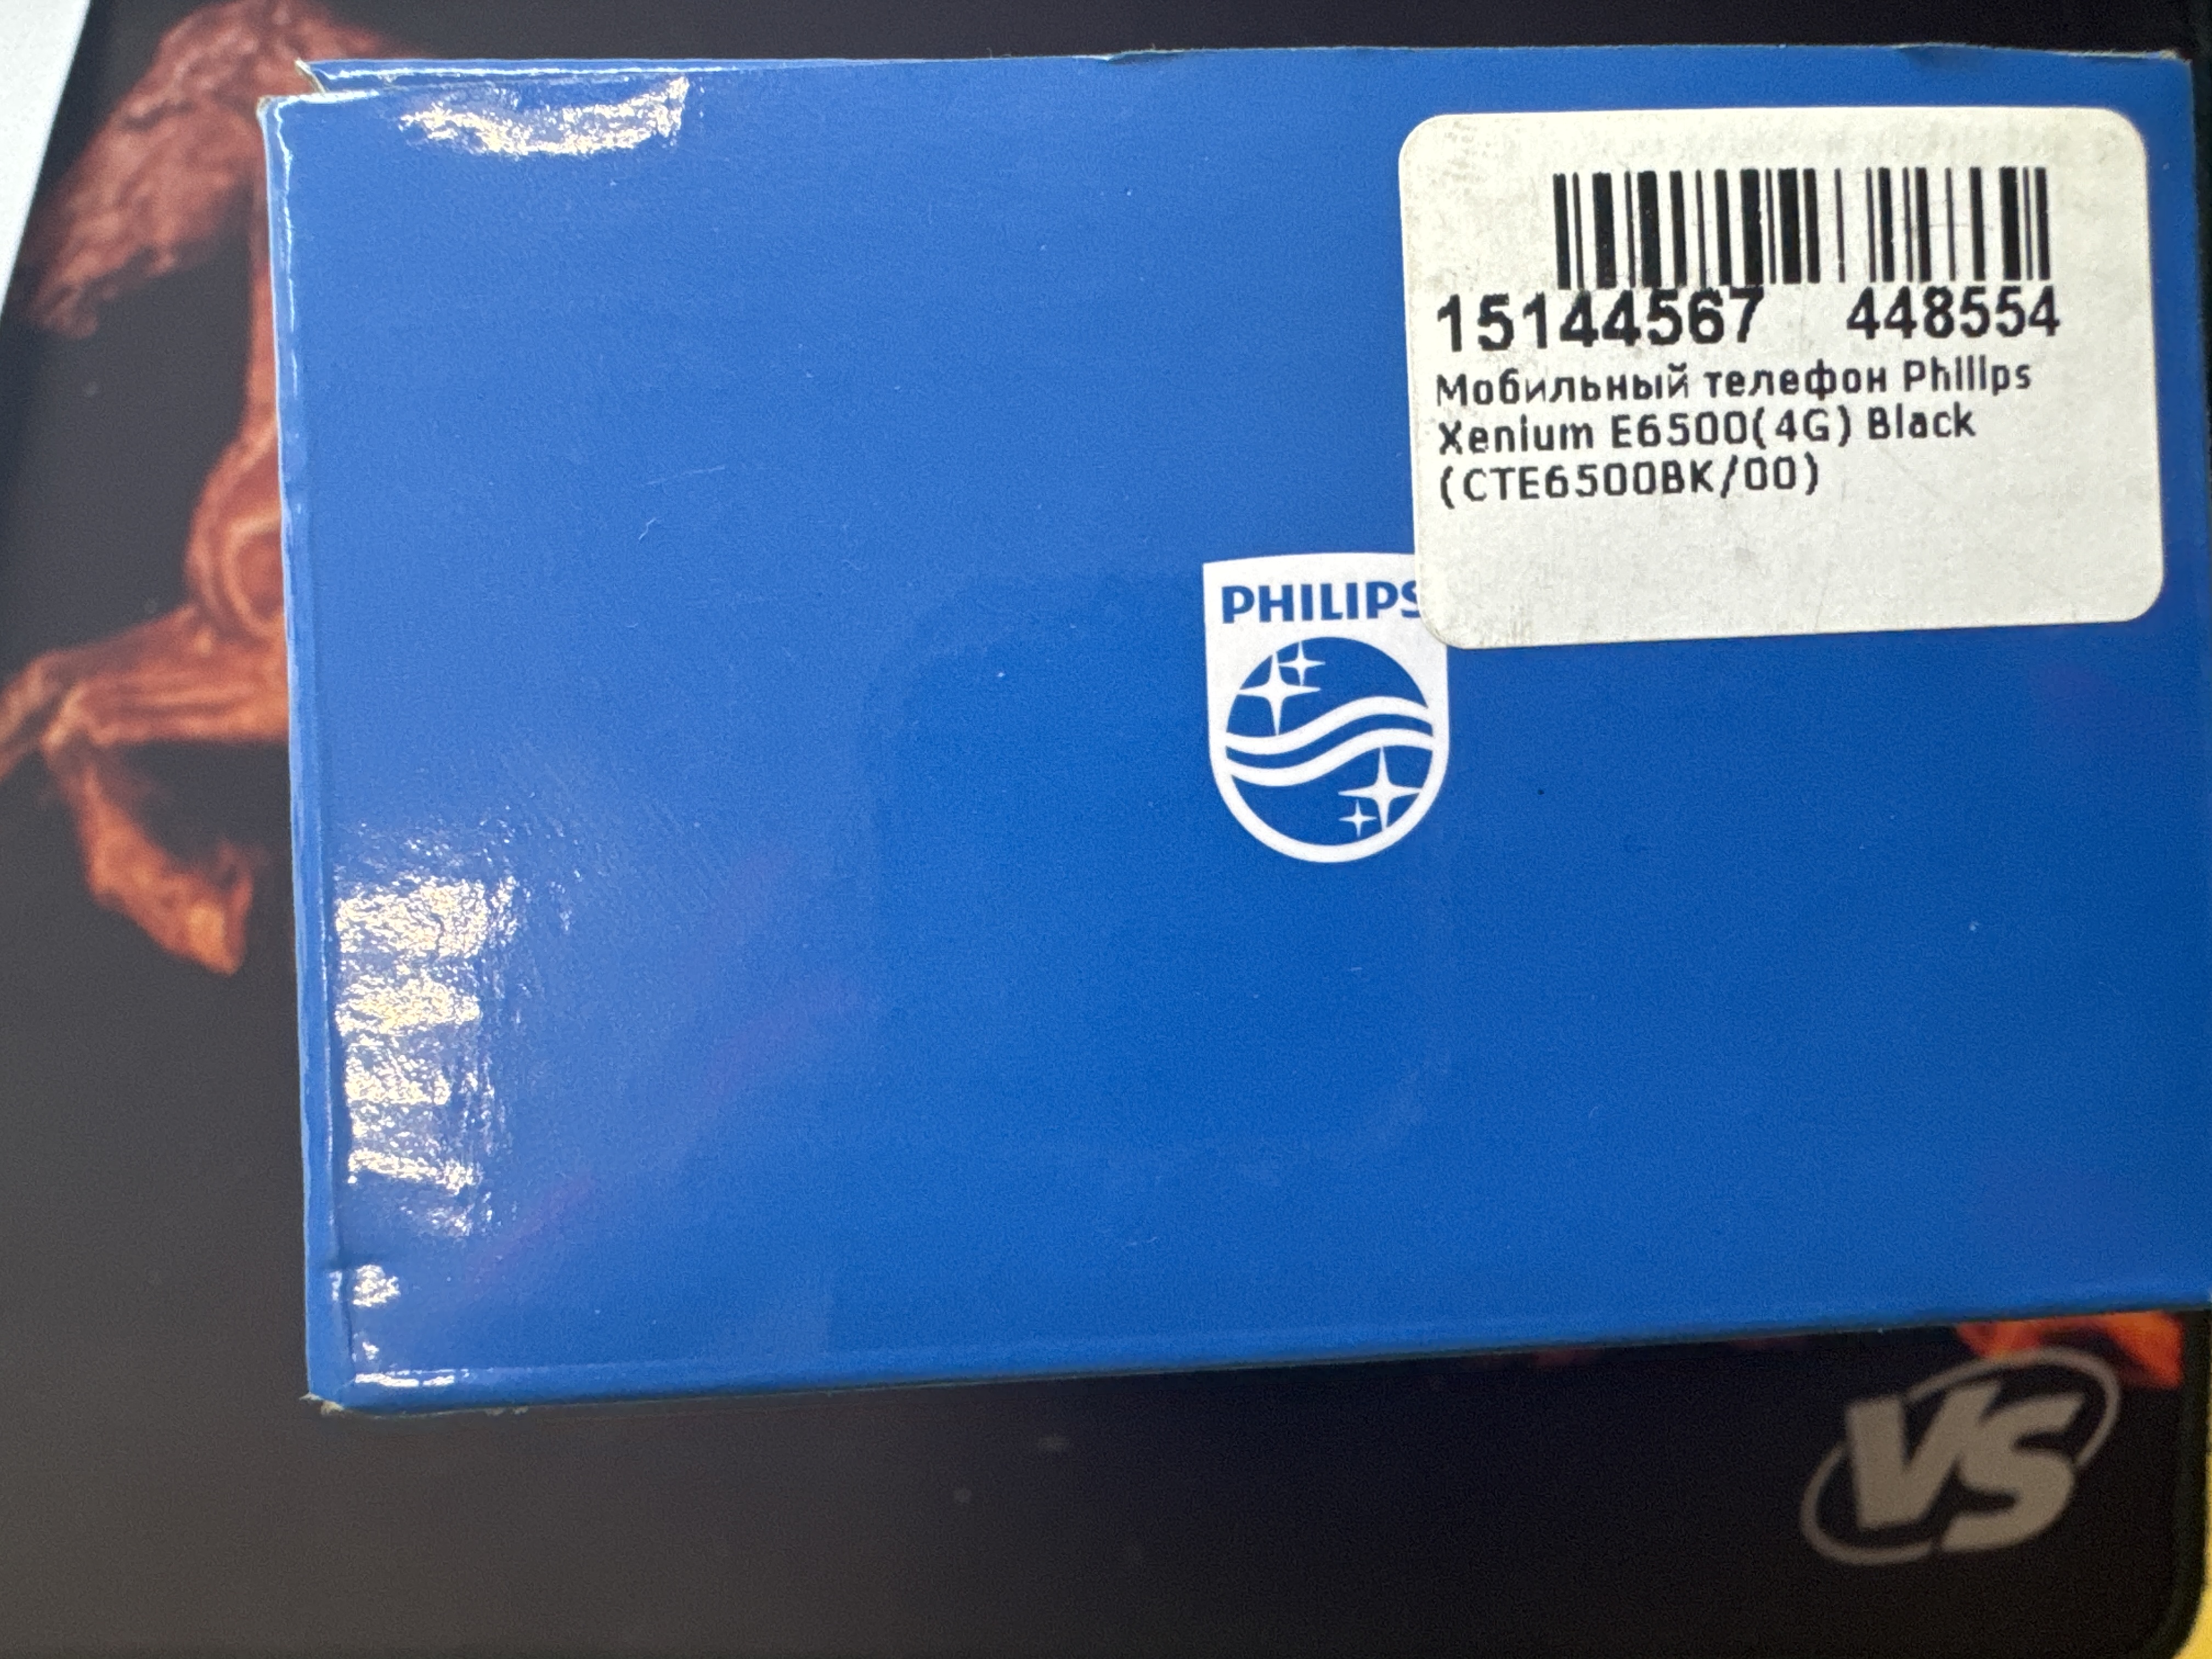 15144567 448554
Мобильный телефон Philips
Xenium E6500(4G) Black
(CTE6500BK/00)
PHILIPS
VS